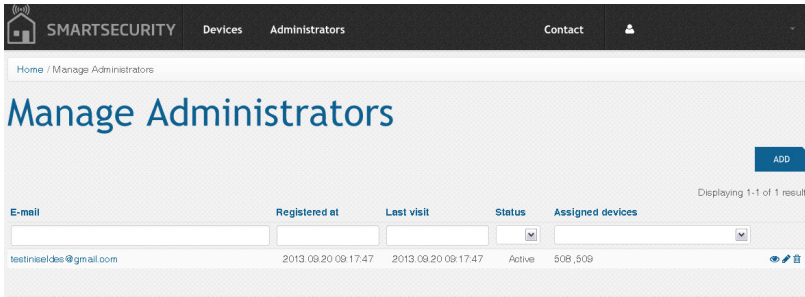 SMARTSECURITY Devices Administrators Contact
Home / Manage Administrators
Manage Administrators
ADD
Displaying 1-1 of 1 result
E-mail Registered at Last visit Status Assigned devices
testiniseldes@gmail.com 2013.09.20 09:17:47 2013.09.20 09:17:47 Active 508 ,509